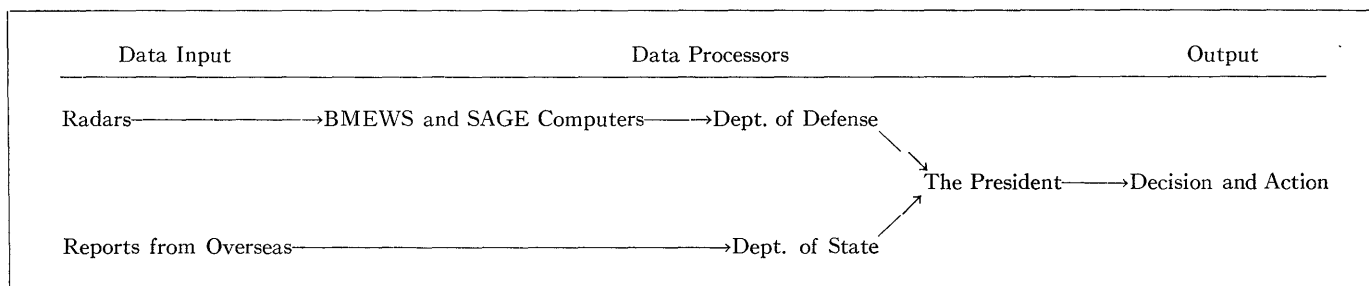 Data Input Data Processors Output
Radars BMEWS and SAGE Computers Dept. of Defense
The President Decision and Action
Reports from Overseas Dept. of State